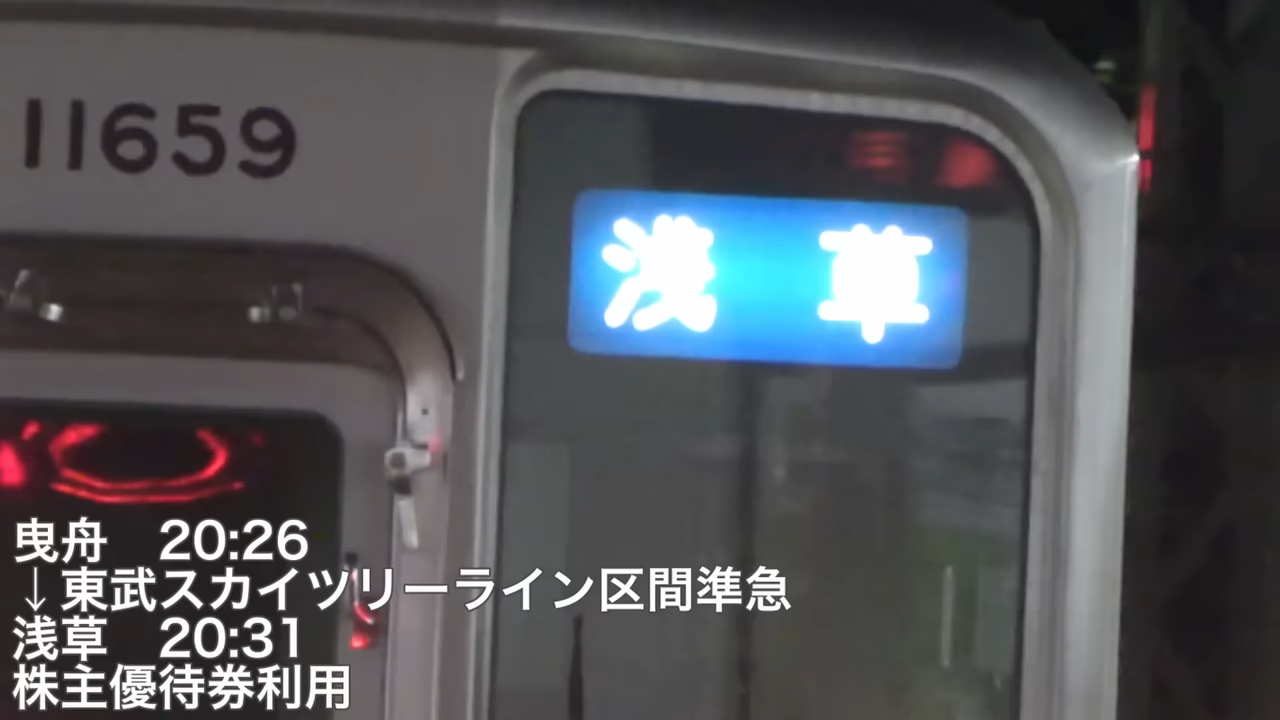 11659
浅草
曳舟　20:26
↓東武スカイツリーライン区間準急
浅草　20:31
株主優待券利用